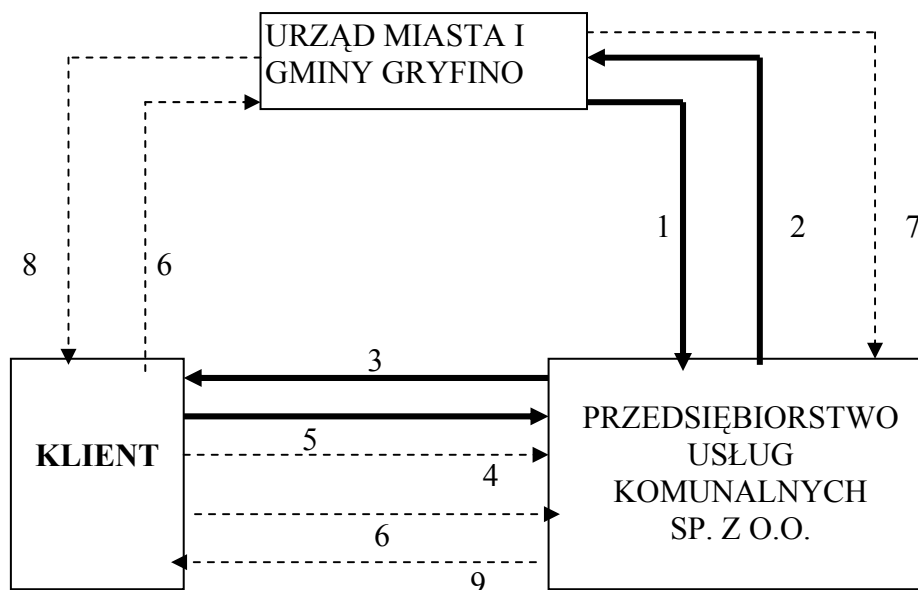 URZĄD MIASTA I
GMINY GRYFINO
1
2
7
8
6
3
KLIENT
5
4
6
9
PRZEDSIĘBIORSTWO
USŁUG
KOMUNALNYCH
SP. Z O.O.